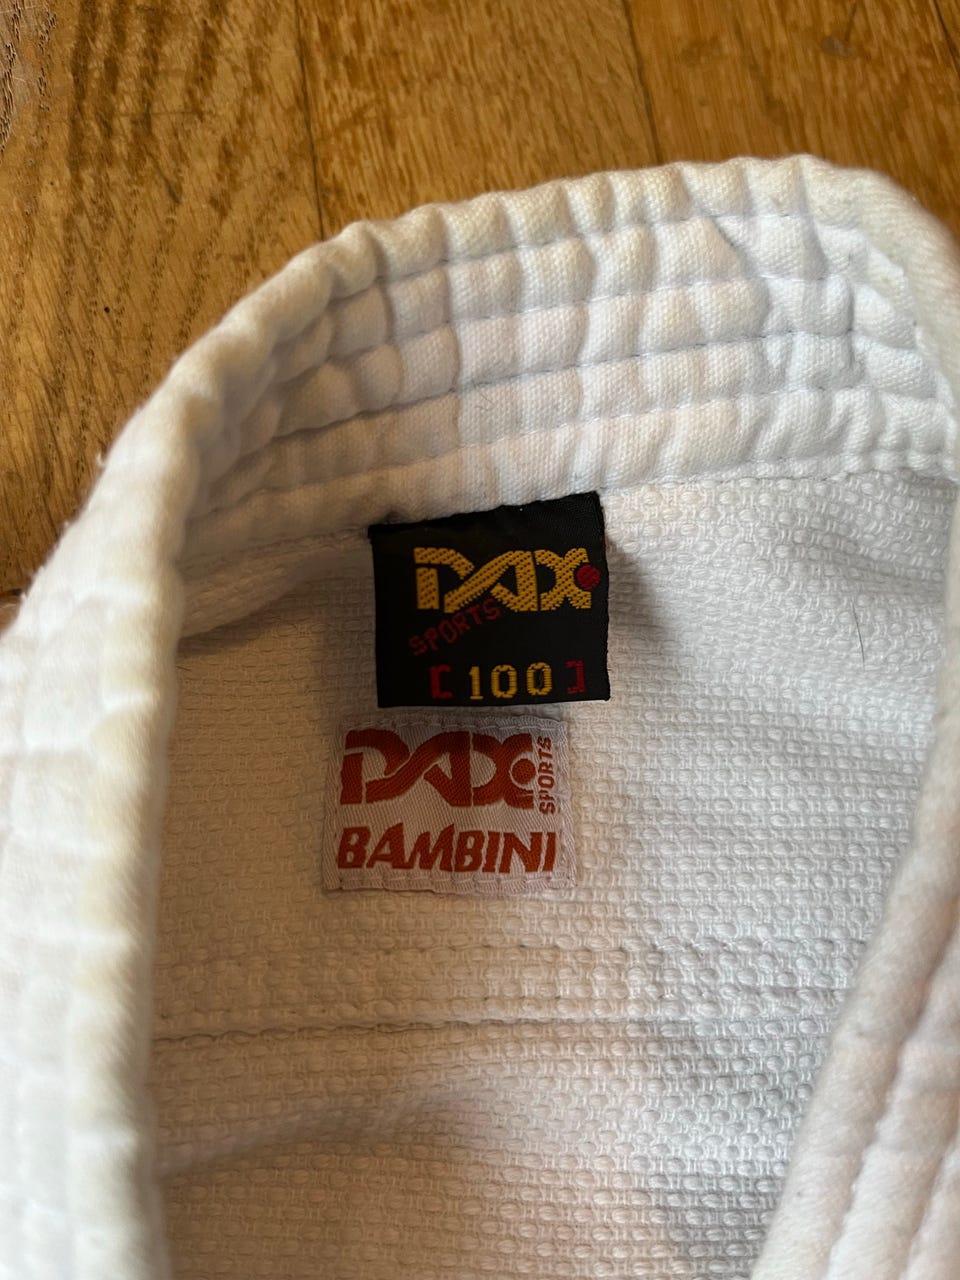 DAX
SPORTS
[ 100 ]
DAX SPORTS
BAMBINI